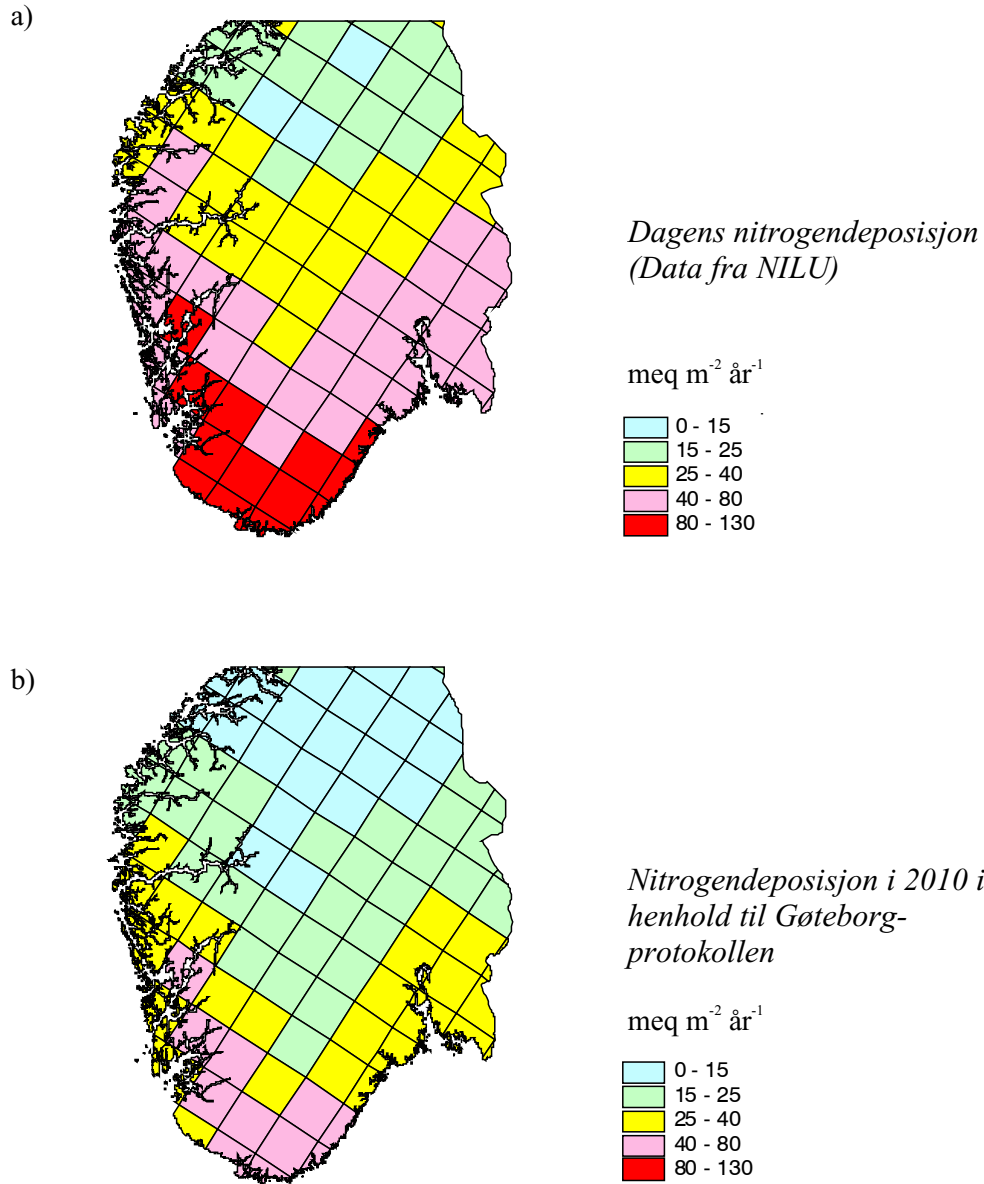 a)
Dagens nitrogendeposisjon
(Data fra NILU)
meq m⁻² år⁻¹
0 - 15
15 - 25
25 - 40
40 - 80
80 - 130
b)
Nitrogendeposisjon i 2010 i
henhold til Gøteborg-
protokollen
meq m⁻² år⁻¹
0 - 15
15 - 25
25 - 40
40 - 80
80 - 130